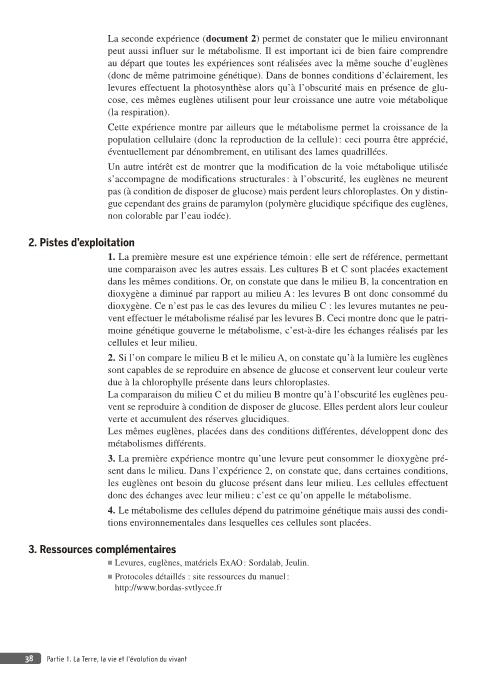 La seconde expérience (document 2) permet de constater que le milieu environnant
peut aussi influer sur le métabolisme. Il est important ici de bien faire comprendre
au départ que toutes les expériences sont réalisées avec la même souche d'euglènes
(donc de même patrimoine génétique). Dans de bonnes conditions d'éclairement, les
levures effectuent la photosynthèse alors qu'à l'obscurité mais en présence de glu-
cose, ces mêmes euglènes utilisent pour leur croissance une autre voie métabolique
(la respiration).
Cette expérience montre par ailleurs que le métabolisme permet la croissance de la
population cellulaire (donc la reproduction de la cellule) : ceci pourra être apprécié,
éventuellement par dénombrement, en utilisant des lames quadrillées.
Un autre intérêt est de montrer que la modification de la voie métabolique utilisée
s'accompagne de modifications structurales : à l'obscurité, les euglènes ne meurent
pas (à condition de disposer de glucose) mais perdent leurs chloroplastes. On y distin-
gue cependant des grains de paramylon (polymère glucidique spécifique des euglènes,
non colorable par l'eau iodée).
2. Pistes d'exploitation
1. La première mesure est une expérience témoin : elle sert de référence, permettant
une comparaison avec les autres essais. Les cultures B et C sont placées exactement
dans les mêmes conditions. Or, on constate que dans le milieu B, la concentration en
dioxygène a diminué par rapport au milieu A : les levures B ont donc consommé du
dioxygène. Ce n'est pas le cas des levures du milieu C : les levures mutantes ne peu-
vent effectuer le métabolisme réalisé par les levures B. Ceci montre donc que le patri-
moine génétique gouverne le métabolisme, c'est-à-dire les échanges réalisés par les
cellules et leur milieu.
2. Si l'on compare le milieu B et le milieu A, on constate qu'à la lumière les euglènes
sont capables de se reproduire en absence de glucose et conservent leur couleur verte
due à la chlorophylle présente dans leurs chloroplastes.
La comparaison du milieu C et du milieu B montre qu'à l'obscurité les euglènes peu-
vent se reproduire à condition de disposer de glucose. Elles perdent alors leur couleur
verte et accumulent des réserves glucidiques.
Les mêmes euglènes, placées dans des conditions différentes, développent donc des
métabolismes différents.
3. La première expérience montre qu'une levure peut consommer le dioxygène pré-
sent dans le milieu. Dans l'expérience 2, on constate que, dans certaines conditions,
les euglènes ont besoin du glucose présent dans leur milieu. Les cellules effectuent
donc des échanges avec leur milieu : c'est ce qu'on appelle le métabolisme.
4. Le métabolisme des cellules dépend du patrimoine génétique mais aussi des condi-
tions environnementales dans lesquelles ces cellules sont placées.
3. Ressources complémentaires
■ Levures, euglènes, matériels ExAO : Sordalab, Jeulin.
■ Protocoles détaillés : site ressources du manuel :
http://www.bordas-svtlycee.fr
38 Partie 1. La Terre, la vie et l'évolution du vivant